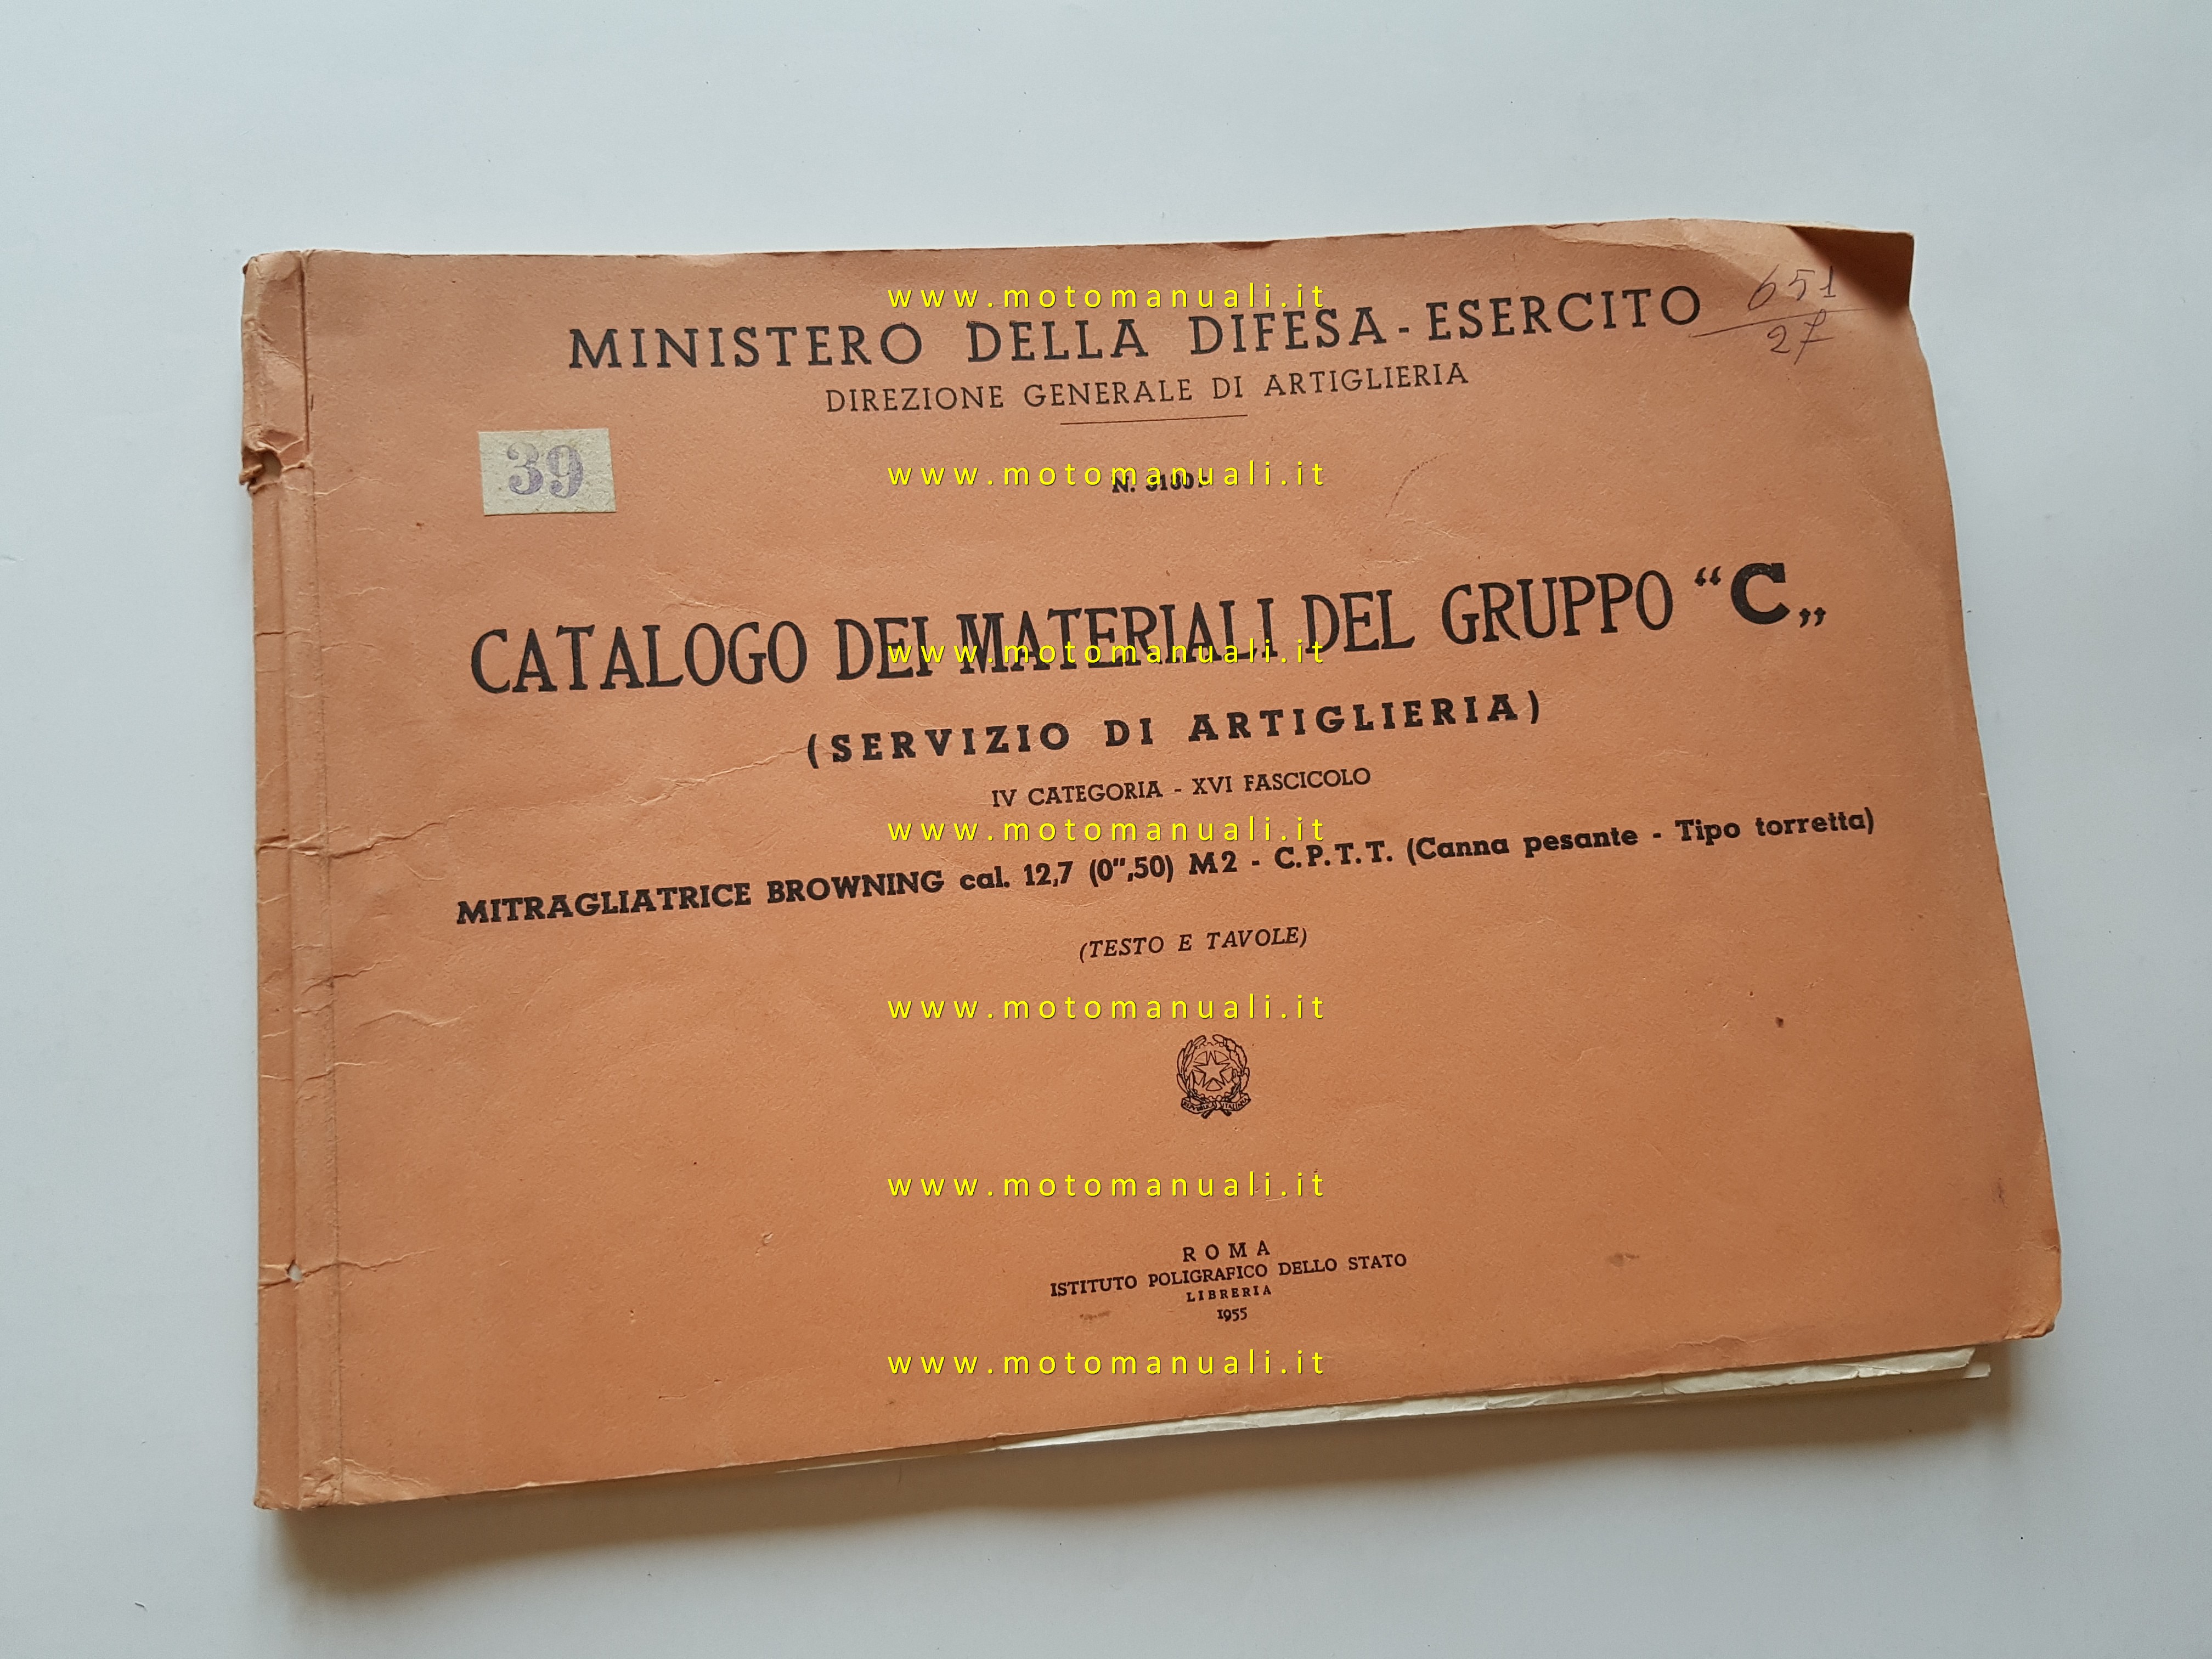 www.motomanuali.it
651
27
MINISTERO DELLA DIFESA - ESERCITO
DIREZIONE GENERALE DI ARTIGLIERIA
39
www.motomanuali.it
N.
CATALOGO DEI MATERIALI DEL GRUPPO “C„
www.motomanuali.it
(SERVIZIO DI ARTIGLIERIA)
IV CATEGORIA - XVI FASCICOLO
www.motomanuali.it
MITRAGLIATRICE BROWNING cal. 12,7 (0",50) M2 - C.P.T.T. (Canna pesante - Tipo torretta)
(TESTO E TAVOLE)
www.motomanuali.it
REPVBBLICA ITALIANA
www.motomanuali.it
ROMA
ISTITUTO POLIGRAFICO DELLO STATO
LIBRERIA
1955
www.motomanuali.it